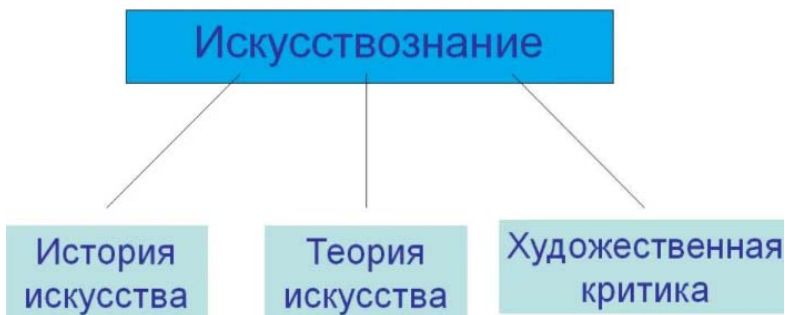 Искусствознание
История
искусства
Теория
искусства
Художественная
критика